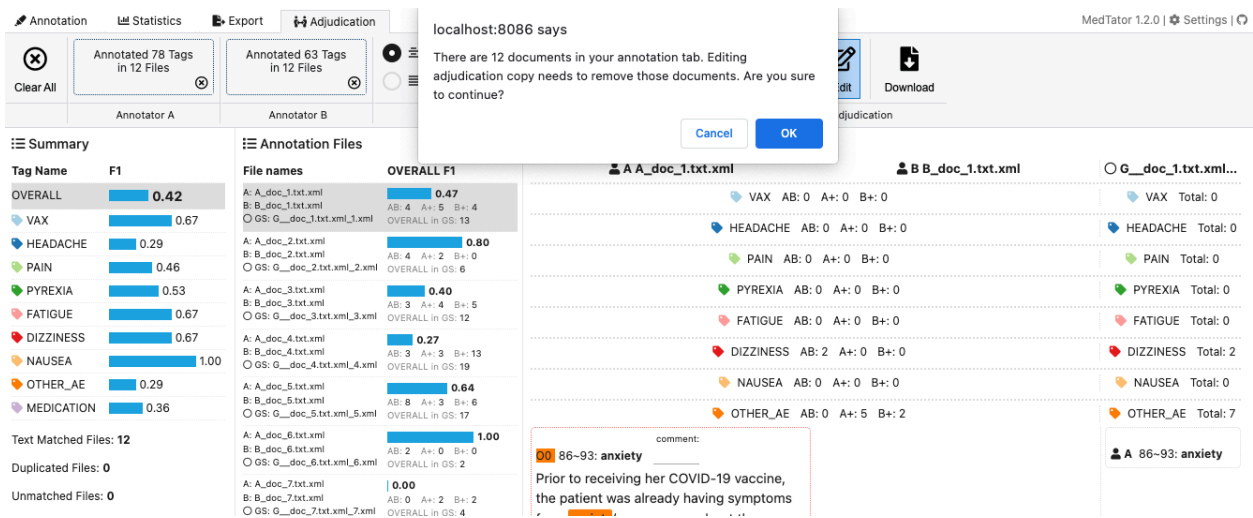 Annotation Statistics Export Adjudication MedTator 1.2.0 | Settings |
Clear All
Annotated 78 Tags
in 12 Files
Annotator A
Annotated 63 Tags
in 12 Files
Annotator B
localhost:8086 says
There are 12 documents in your annotation tab. Editing
adjudication copy needs to remove those documents. Are you sure
to continue?
Cancel OK
Download
Summary
Tag Name F1
OVERALL 0.42
VAX 0.67
HEADACHE 0.29
PAIN 0.46
PYREXIA 0.53
FATIGUE 0.67
DIZZINESS 0.67
NAUSEA 1.00
OTHER_AE 0.29
MEDICATION 0.36
Text Matched Files: 12
Duplicated Files: 0
Unmatched Files: 0
Annotation Files
File names OVERALL F1
A: A_doc_1.txt.xml 0.47
B: B_doc_1.txt.xml AB: 4 A+: 5 B+: 4
GS: G__doc_1.txt.xml_1.xml OVERALL in GS: 13
A: A_doc_2.txt.xml 0.80
B: B_doc_2.txt.xml AB: 4 A+: 2 B+: 0
GS: G__doc_2.txt.xml_2.xml OVERALL in GS: 6
A: A_doc_3.txt.xml 0.40
B: B_doc_3.txt.xml AB: 3 A+: 4 B+: 5
GS: G__doc_3.txt.xml_3.xml OVERALL in GS: 12
A: A_doc_4.txt.xml 0.27
B: B_doc_4.txt.xml AB: 3 A+: 3 B+: 13
GS: G__doc_4.txt.xml_4.xml OVERALL in GS: 19
A: A_doc_5.txt.xml 0.64
B: B_doc_5.txt.xml AB: 8 A+: 3 B+: 6
GS: G__doc_5.txt.xml_5.xml OVERALL in GS: 17
A: A_doc_6.txt.xml 1.00
B: B_doc_6.txt.xml AB: 2 A+: 0 B+: 0
GS: G__doc_6.txt.xml_6.xml OVERALL in GS: 2
A: A_doc_7.txt.xml 0.00
B: B_doc_7.txt.xml AB: 0 A+: 2 B+: 2
GS: G__doc_7.txt.xml_7.xml OVERALL in GS: 4
A A_doc_1.txt.xml B B_doc_1.txt.xml G__doc_1.txt.xml...
VAX AB: 0 A+: 0 B+: 0 VAX Total: 0
HEADACHE AB: 0 A+: 0 B+: 0 HEADACHE Total: 0
PAIN AB: 0 A+: 0 B+: 0 PAIN Total: 0
PYREXIA AB: 0 A+: 0 B+: 0 PYREXIA Total: 0
FATIGUE AB: 0 A+: 0 B+: 0 FATIGUE Total: 0
DIZZINESS AB: 2 A+: 0 B+: 0 DIZZINESS Total: 2
NAUSEA AB: 0 A+: 0 B+: 0 NAUSEA Total: 0
OTHER_AE AB: 0 A+: 5 B+: 2 OTHER_AE Total: 7
comment:
O0 86~93: anxiety
Prior to receiving her COVID-19 vaccine,
the patient was already having symptoms
A 86~93: anxiety